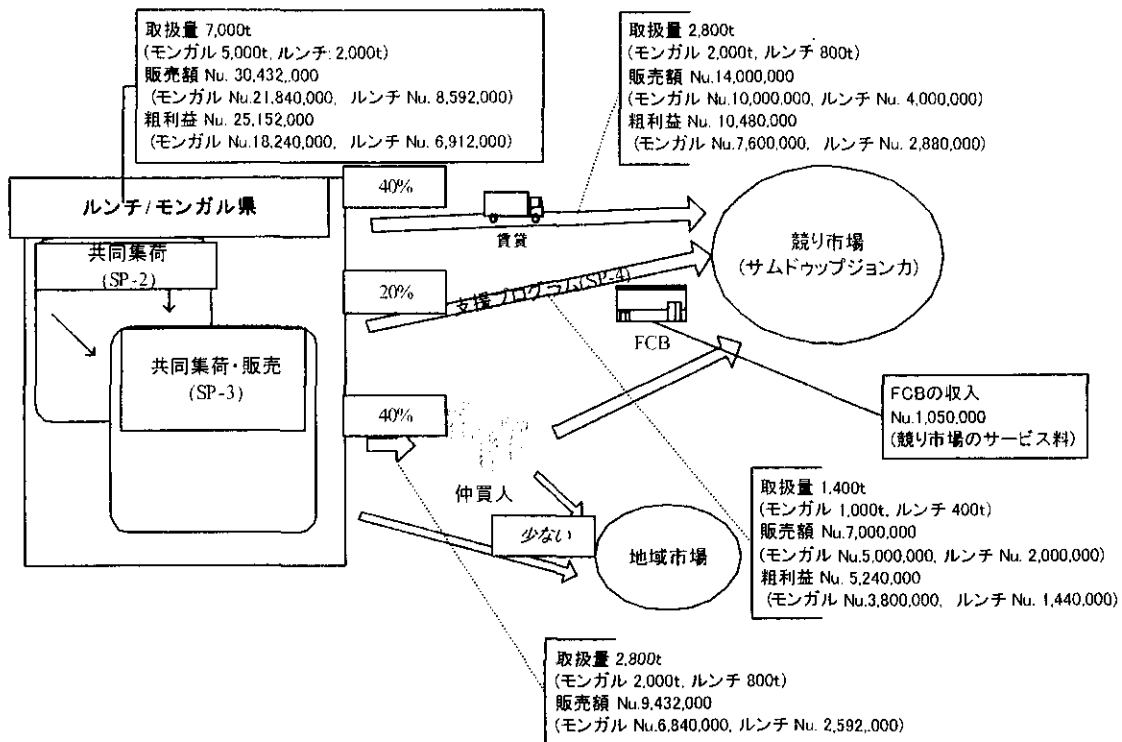 取扱量 7,000t
(モンガル 5,000t, ルンチ: 2,000t)
販売額 Nu. 30,432,.000
(モンガル Nu.21,840,000, ルンチ Nu. 8,592,000)
粗利益 Nu. 25,152,000
(モンガル Nu.18,240,000, ルンチ Nu. 6,912,000)
取扱量 2,800t
(モンガル 2,000t, ルンチ 800t)
販売額 Nu.14,000,000
(モンガル Nu.10,000,000, ルンチ Nu. 4,000,000)
粗利益 Nu. 10,480,000
(モンガル Nu.7,600,000, ルンチ Nu. 2,880,000)
ルンチ/モンガル県
共同集荷
(SP-2)
共同集荷・販売
(SP-3)
40%
賃貸
20%
支援プログラム(SP-4)
40%
仲買人
少ない
競り市場
(サムドゥップジョンカ)
FCB
地域市場
FCBの収入
Nu.1,050,000
(競り市場のサービス料)
取扱量 1,400t
(モンガル 1,000t, ルンチ 400t)
販売額 Nu.7,000,000
(モンガル Nu.5,000,000, ルンチ Nu. 2,000,000)
粗利益 Nu. 5,240,000
(モンガル Nu.3,800,000, ルンチ Nu. 1,440,000)
取扱量 2,800t
(モンガル 2,000t, ルンチ 800t)
販売額 Nu.9,432,000
(モンガル Nu.6,840,000, ルンチ Nu. 2,592,.000)